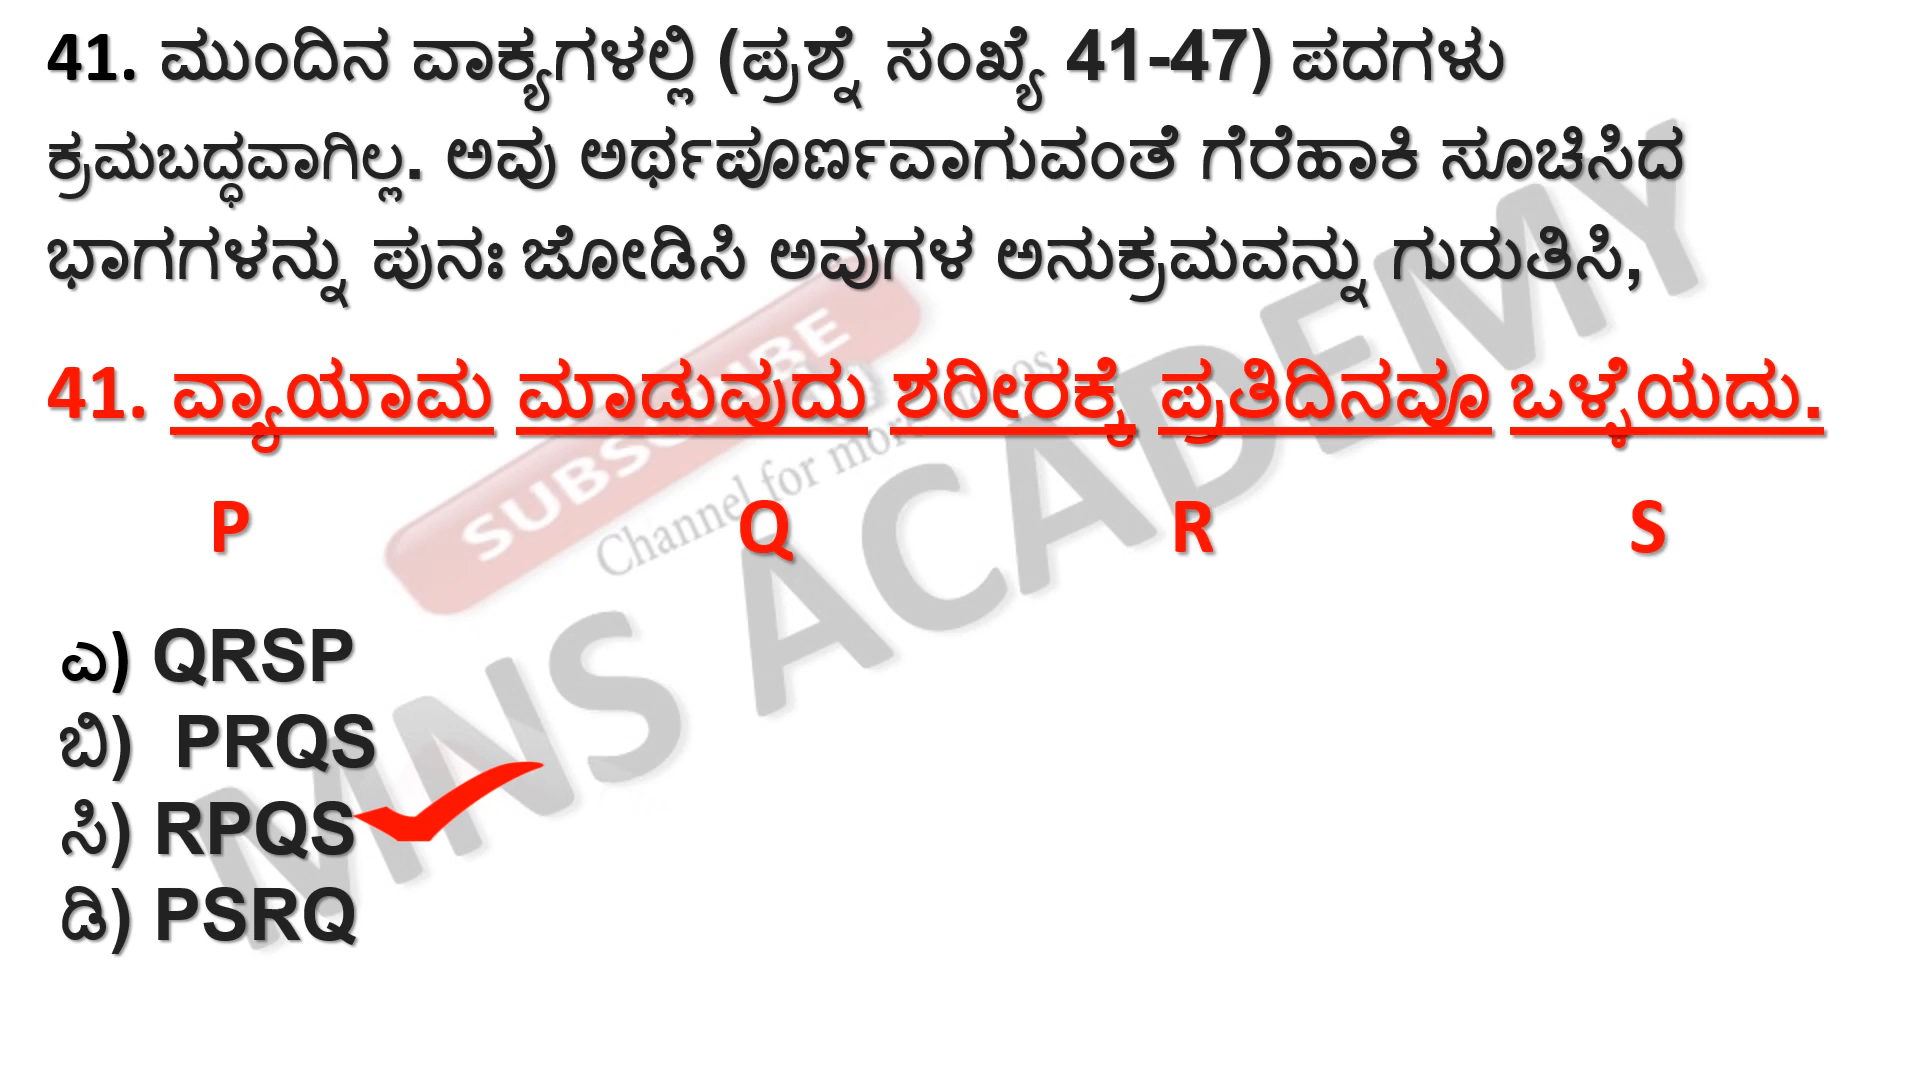 41. ಮುಂದಿನ ವಾಕ್ಯಗಳಲ್ಲಿ (ಪ್ರಶ್ನೆ ಸಂಖ್ಯೆ 41-47) ಪದಗಳು
ಕ್ರಮಬದ್ಧವಾಗಿಲ್ಲ. ಅವು ಅರ್ಥಪೂರ್ಣವಾಗುವಂತೆ ಗೆರೆಹಾಕಿ ಸೂಚಿಸಿದ
ಭಾಗಗಳನ್ನು ಪುನಃ ಜೋಡಿಸಿ ಅವುಗಳ ಅನುಕ್ರಮವನ್ನು ಗುರುತಿಸಿ,
41. ವ್ಯಾಯಾಮ ಮಾಡುವುದು ಶರೀರಕ್ಕೆ ಪ್ರತಿದಿನವೂ ಒಳ್ಳೆಯದು.
P Q R S
ಎ) QRSP
ಬಿ) PRQS
ಸಿ) RPQS
ಡಿ) PSRQ
SUBSCRIBE
Channel for more videos
MNS ACADEMY